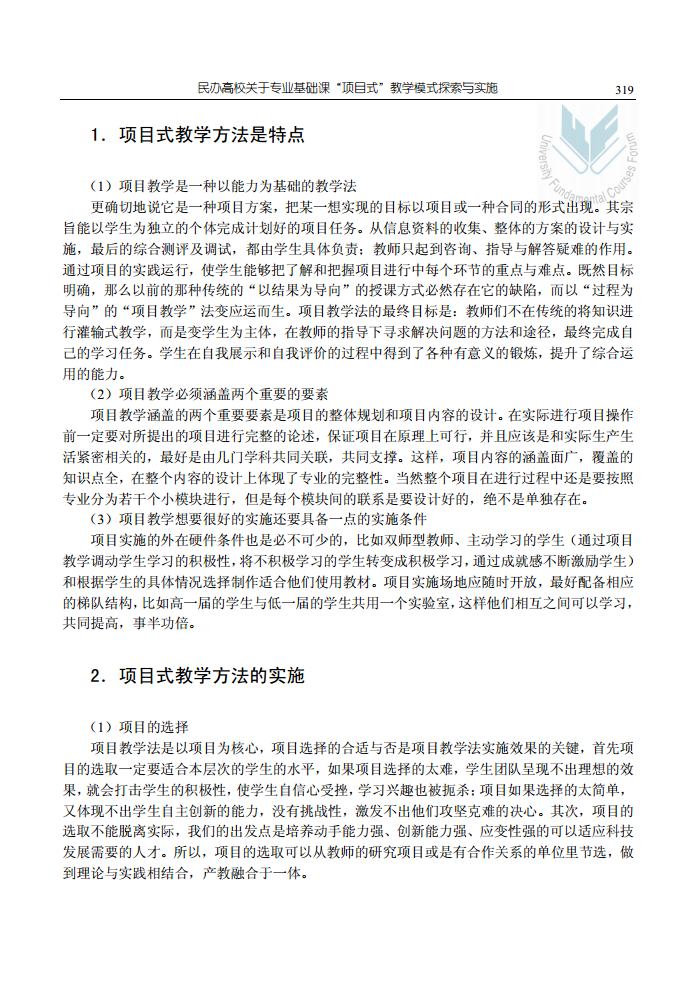 民办高校关于专业基础课“项目式”教学模式探索与实施
319
University Fundamental Courses Forum
1．项目式教学方法是特点
（1）项目教学是一种以能力为基础的教学法
更确切地说它是一种项目方案，把某一想实现的目标以项目或一种合同的形式出现。其宗
旨能以学生为独立的个体完成计划好的项目任务。从信息资料的收集、整体的方案的设计与实
施，最后的综合测评及调试，都由学生具体负责；教师只起到咨询、指导与解答疑难的作用。
通过项目的实践运行，使学生能够把了解和把握项目进行中每个环节的重点与难点。既然目标
明确，那么以前的那种传统的“以结果为导向”的授课方式必然存在它的缺陷，而以“过程为
导向”的“项目教学”法变应运而生。项目教学法的最终目标是：教师们不在传统的将知识进
行灌输式教学，而是变学生为主体，在教师的指导下寻求解决问题的方法和途径，最终完成自
己的学习任务。学生在自我展示和自我评价的过程中得到了各种有意义的锻炼，提升了综合运
用的能力。
（2）项目教学必须涵盖两个重要的要素
项目教学涵盖的两个重要要素是项目的整体规划和项目内容的设计。在实际进行项目操作
前一定要对所提出的项目进行完整的论述，保证项目在原理上可行，并且应该是和实际生产生
活紧密相关的，最好是由几门学科共同关联，共同支撑。这样，项目内容的涵盖面广，覆盖的
知识点全，在整个内容的设计上体现了专业的完整性。当然整个项目在进行过程中还是要按照
专业分为若干个小模块进行，但是每个模块间的联系是要设计好的，绝不是单独存在。
（3）项目教学想要很好的实施还要具备一点的实施条件
项目实施的外在硬件条件也是必不可少的，比如双师型教师、主动学习的学生（通过项目
教学调动学生学习的积极性，将不积极学习的学生转变成积极学习，通过成就感不断激励学生）
和根据学生的具体情况选择制作适合他们使用教材。项目实施场地应随时开放，最好配备相应
的梯队结构，比如高一届的学生与低一届的学生共用一个实验室，这样他们相互之间可以学习，
共同提高，事半功倍。
2．项目式教学方法的实施
（1）项目的选择
项目教学法是以项目为核心，项目选择的合适与否是项目教学法实施效果的关键，首先项
目的选取一定要适合本层次的学生的水平，如果项目选择的太难，学生团队呈现不出理想的效
果，就会打击学生的积极性，使学生自信心受挫，学习兴趣也被扼杀；项目如果选择的太简单，
又体现不出学生自主创新的能力，没有挑战性，激发不出他们攻坚克难的决心。其次，项目的
选取不能脱离实际，我们的出发点是培养动手能力强、创新能力强、应变性强的可以适应科技
发展需要的人才。所以，项目的选取可以从教师的研究项目或是有合作关系的单位里节选，做
到理论与实践相结合，产教融合于一体。